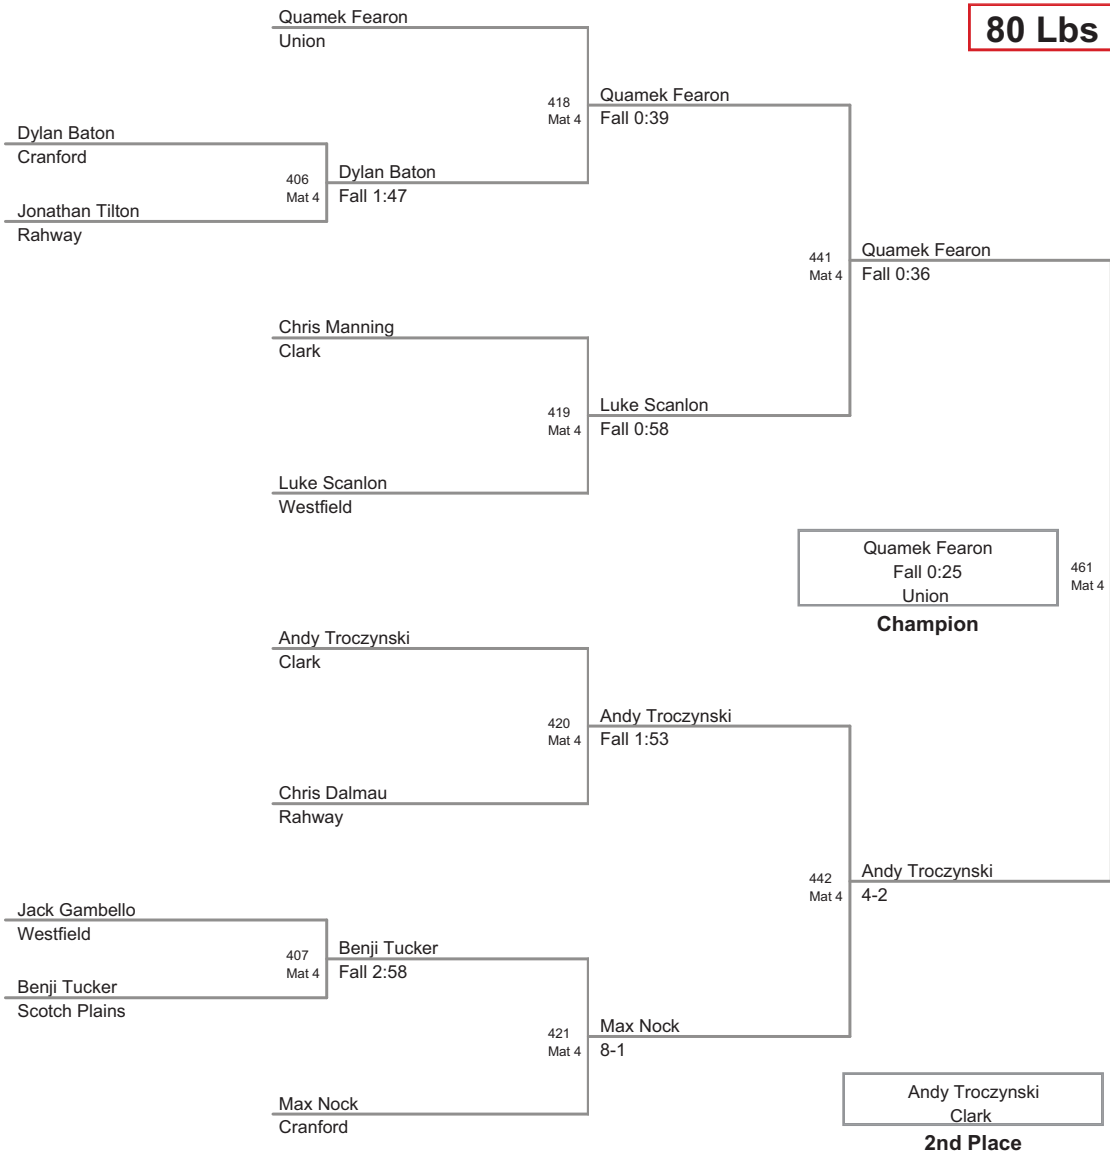 80 Lbs
Quamek Fearon
Union
418
Mat 4
Quamek Fearon
Fall 0:39
Dylan Baton
Cranford
406
Mat 4
Dylan Baton
Fall 1:47
Jonathan Tilton
Rahway
441
Mat 4
Quamek Fearon
Fall 0:36
Chris Manning
Clark
419
Mat 4
Luke Scanlon
Fall 0:58
Luke Scanlon
Westfield
Quamek Fearon
Fall 0:25
Union
461
Mat 4
Champion
Andy Troczynski
Clark
420
Mat 4
Andy Troczynski
Fall 1:53
Chris Dalmau
Rahway
442
Mat 4
Andy Troczynski
4-2
Jack Gambello
Westfield
407
Mat 4
Benji Tucker
Fall 2:58
Benji Tucker
Scotch Plains
421
Mat 4
Max Nock
8-1
Max Nock
Cranford
Andy Troczynski
Clark
2nd Place